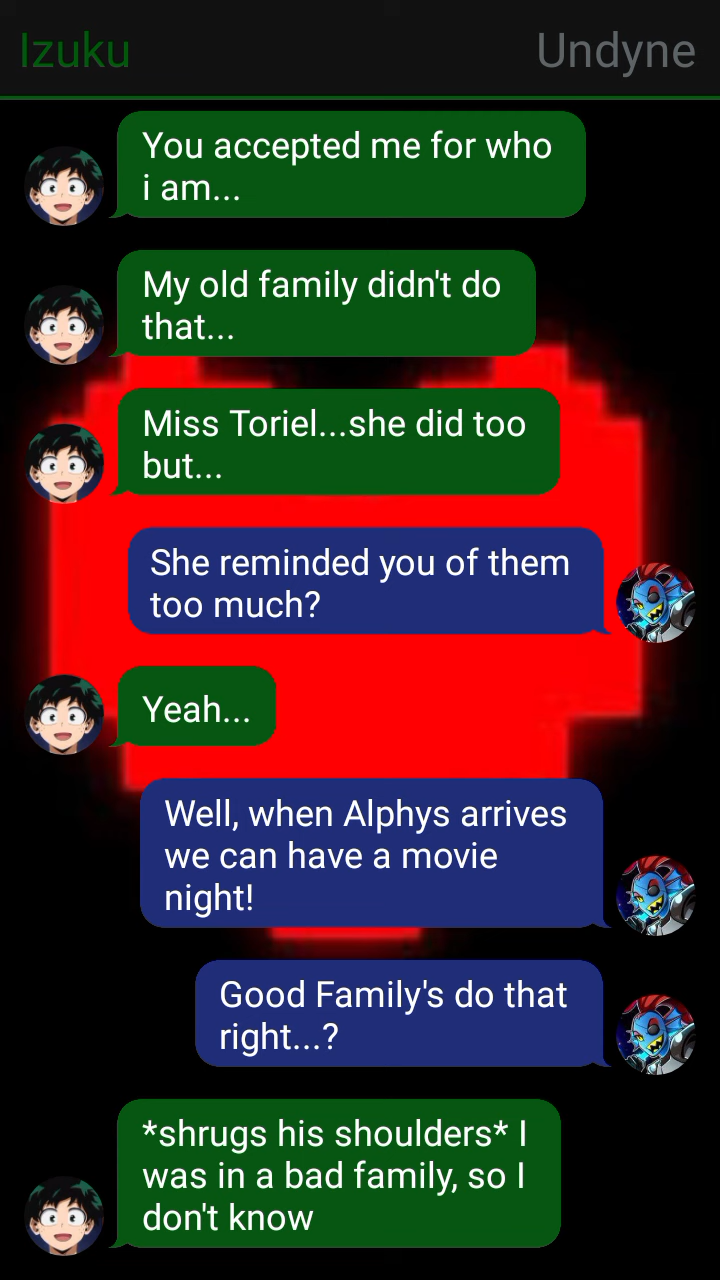 Izuku
Undyne
You accepted me for who
i am...
My old family didn't do
that...
Miss Toriel...she did too
but...
She reminded you of them
too much?
Yeah...
Well, when Alphys arrives
we can have a movie
night!
Good Family's do that
right...?
*shrugs his shoulders* I
was in a bad family, so I
don't know